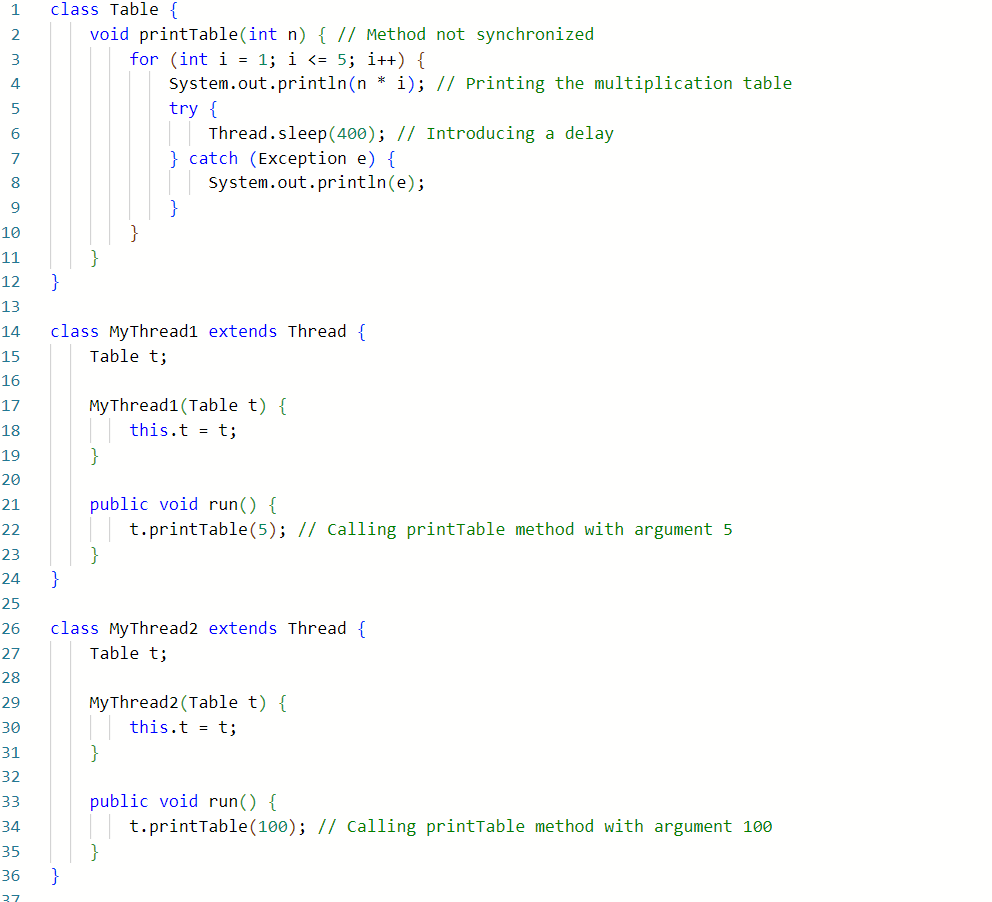 1 class Table {
2 void printTable(int n) { // Method not synchronized
3 for (int i = 1; i <= 5; i++) {
4 System.out.println(n * i); // Printing the multiplication table
5 try {
6 Thread.sleep(400); // Introducing a delay
7 } catch (Exception e) {
8 System.out.println(e);
9 }
10 }
11 }
12 }
13
14 class MyThread1 extends Thread {
15 Table t;
16
17 MyThread1(Table t) {
18 this.t = t;
19 }
20
21 public void run() {
22 t.printTable(5); // Calling printTable method with argument 5
23 }
24 }
25
26 class MyThread2 extends Thread {
27 Table t;
28
29 MyThread2(Table t) {
30 this.t = t;
31 }
32
33 public void run() {
34 t.printTable(100); // Calling printTable method with argument 100
35 }
36 }
37